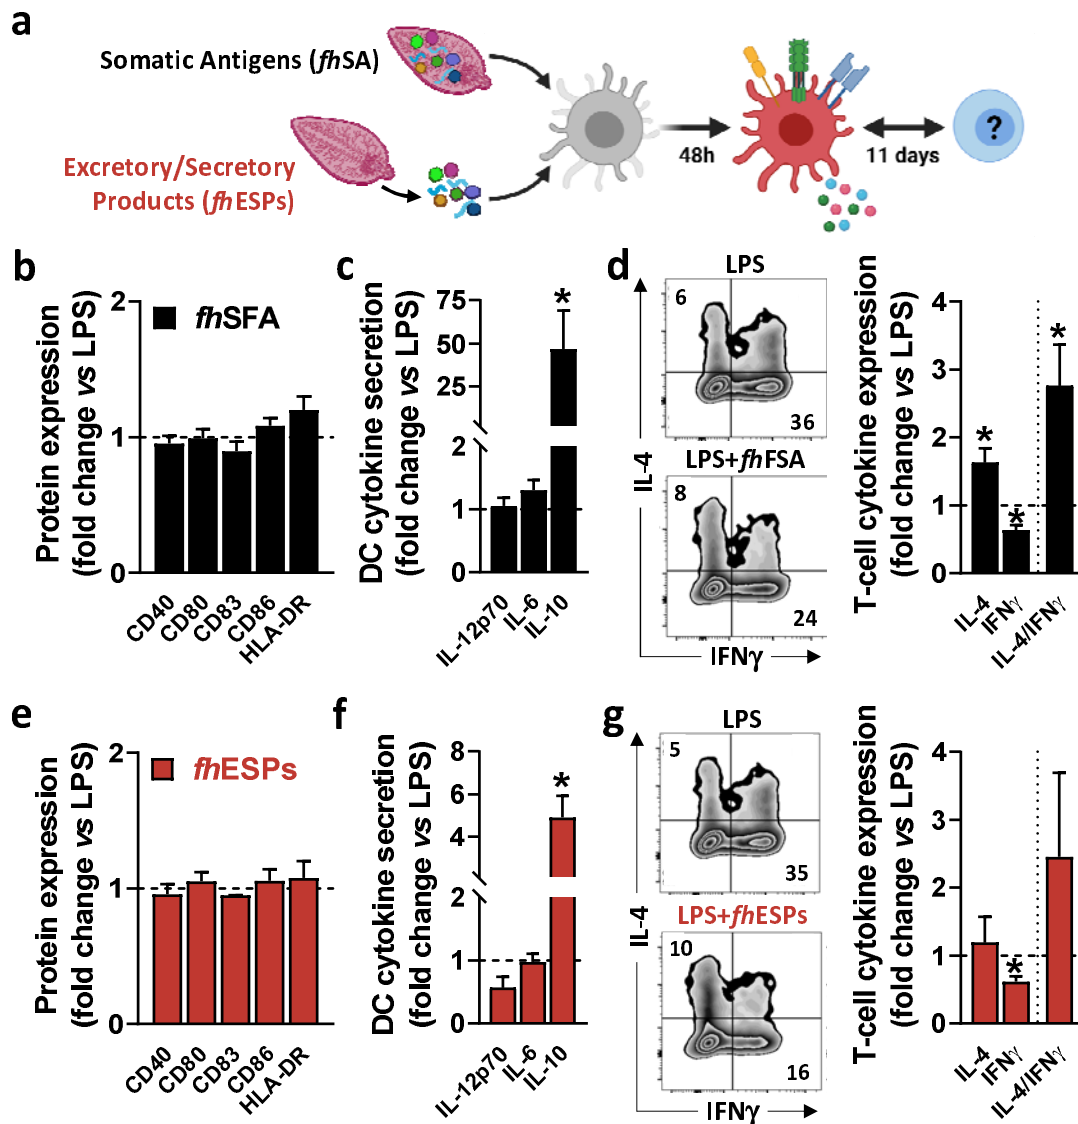 a
Somatic Antigens (fhSA)
Excretory/Secretory
Products (fhESPs)
48h
11 days
?
b
Protein expression
(fold change vs LPS)
2
1
0
fhSFA
CD40
CD80
CD83
CD86
HLA-DR
c
DC cytokine secretion
(fold change vs LPS)
75
50
25
2
1
0
*
IL-12p70
IL-6
IL-10
d
LPS
6
36
LPS+fhFSA
8
24
IL-4
IFNγ
T-cell cytokine expression
(fold change vs LPS)
4
3
2
1
0
*
*
*
IL-4
IFNγ
IL-4/IFNγ
e
Protein expression
(fold change vs LPS)
2
1
0
fhESPs
CD40
CD80
CD83
CD86
HLA-DR
f
DC cytokine secretion
(fold change vs LPS)
8
6
4
2
1
0
*
IL-12p70
IL-6
IL-10
g
LPS
5
35
LPS+fhESPs
10
16
IL-4
IFNγ
T-cell cytokine expression
(fold change vs LPS)
4
3
2
1
0
*
IL-4
IFNγ
IL-4/IFNγ